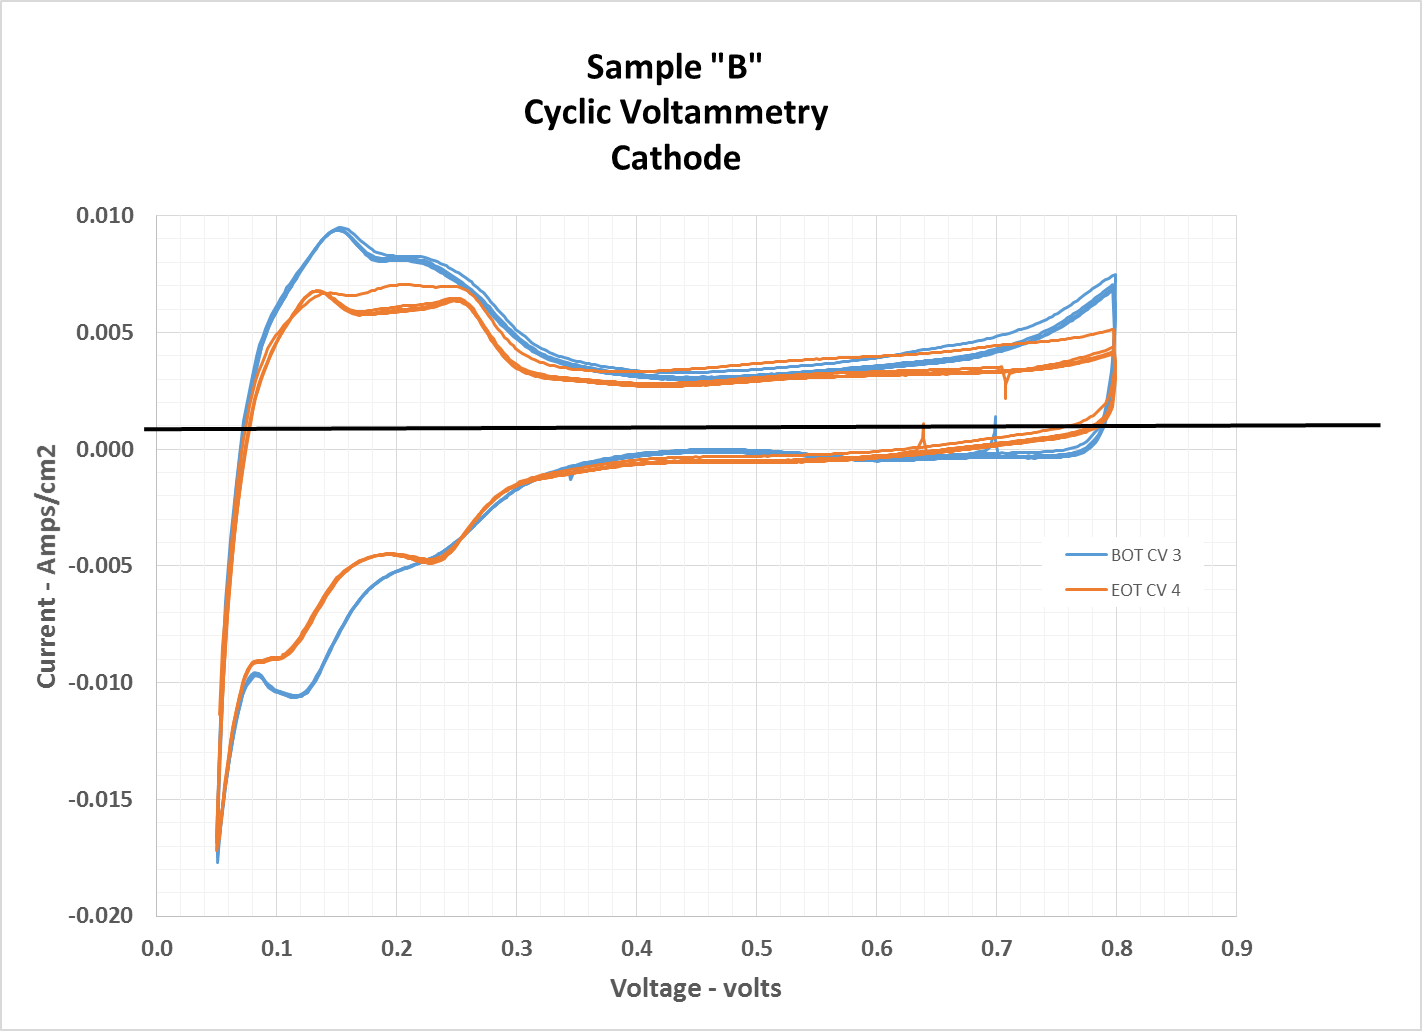 Sample "B"
Cyclic Voltammetry
Cathode
0.010
0.005
0.000
-0.005
-0.010
-0.015
-0.020
Current - Amps/cm2
BOT CV 3
EOT CV 4
0.0 0.1 0.2 0.3 0.4 0.5 0.6 0.7 0.8 0.9
Voltage - volts